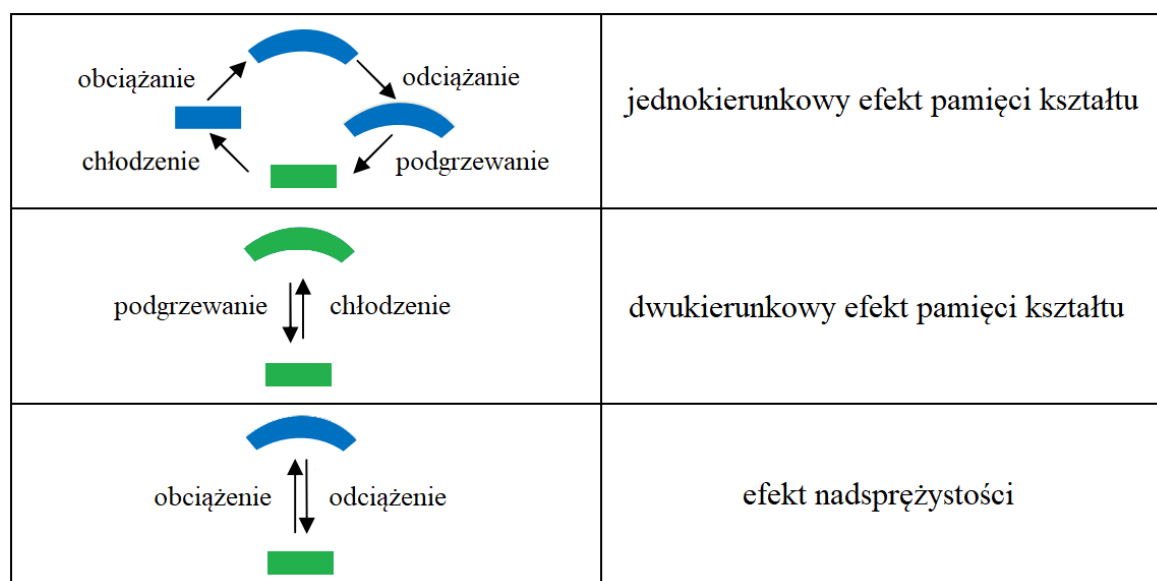 obciążanie
odciążanie
chłodzenie
podgrzewanie
jednokierunkowy efekt pamięci kształtu
podgrzewanie
chłodzenie
dwukierunkowy efekt pamięci kształtu
obciążenie
odciążenie
efekt nadsprężystości